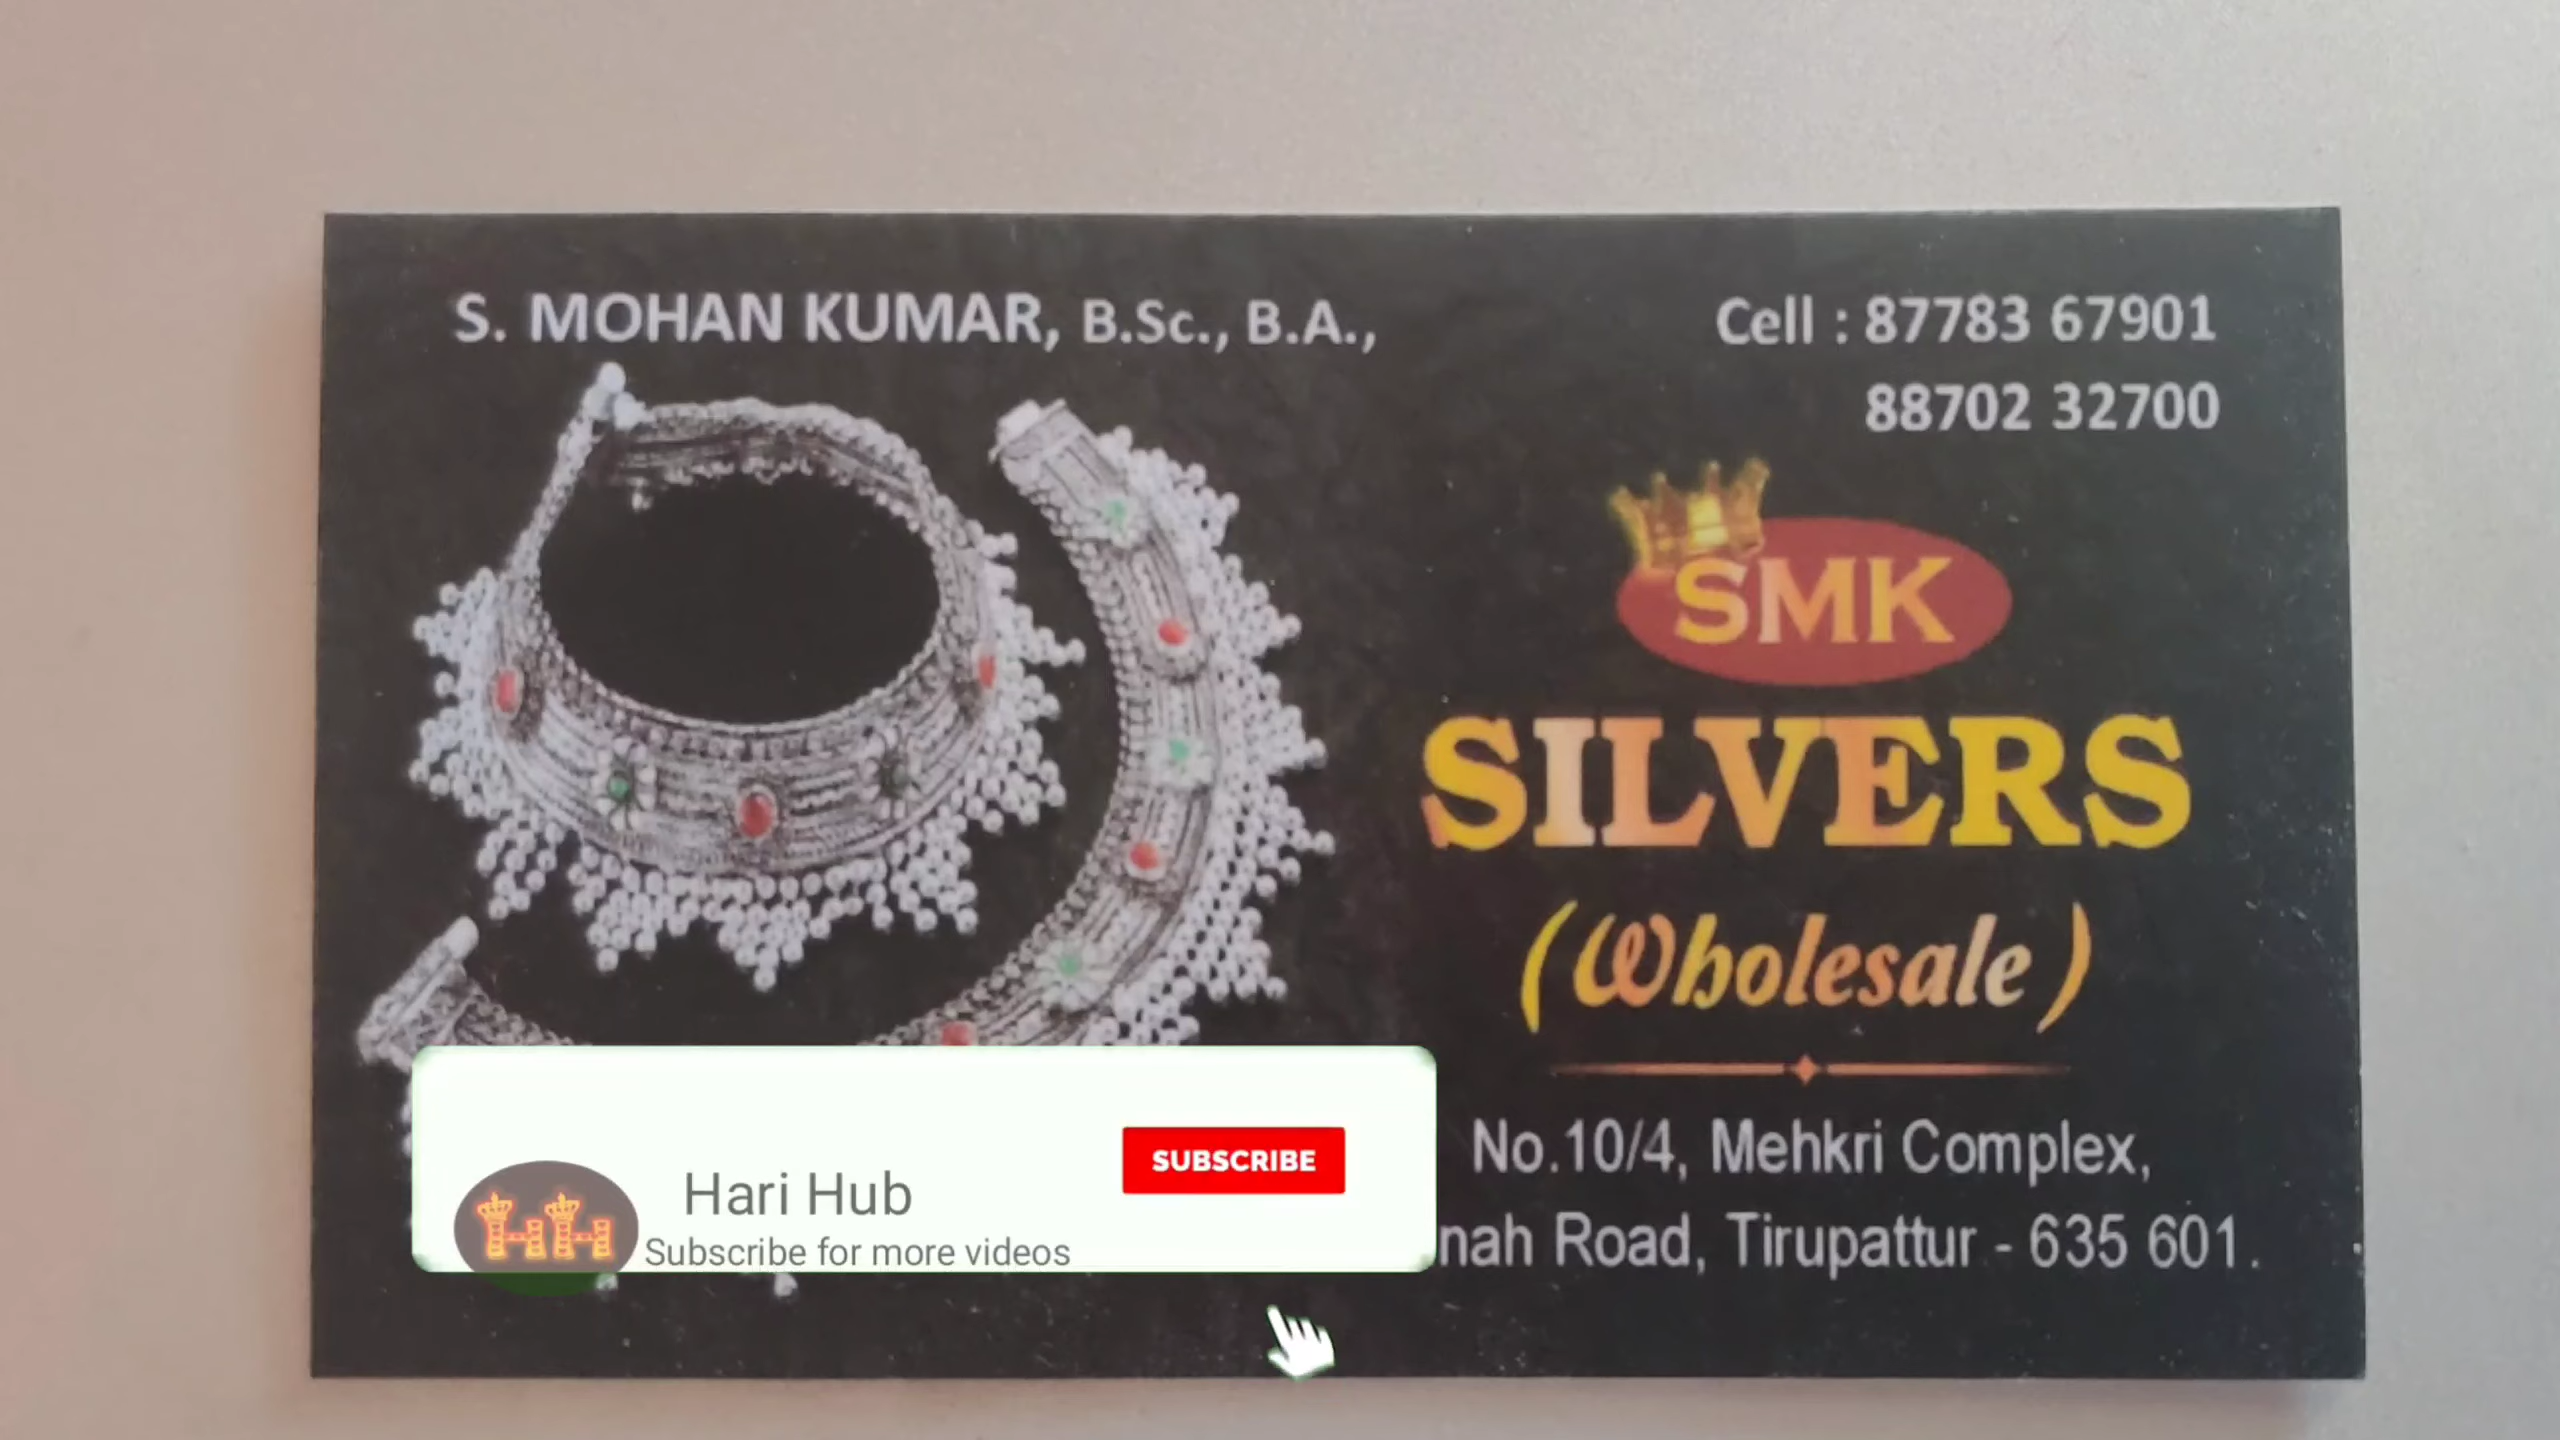 S. MOHAN KUMAR, B.Sc., B.A.,
Cell : 87783 67901
88702 32700
SMK
SILVERS
(Wholesale)
No.10/4, Mehkri Complex,
Road, Tirupattur - 635 601.
HH
Hari Hub
Subscribe for more videos
SUBSCRIBE